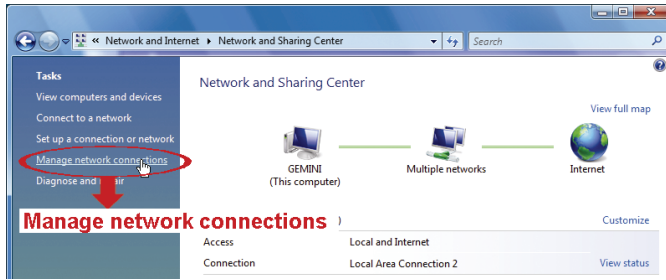 « Network and Internet ▸ Network and Sharing Center
Search
Tasks
View computers and devices
Connect to a network
Set up a connection or network
Manage network connections
Diagnose and
Manage network connections
Network and Sharing Center
View full map
GEMINI
(This computer)
Multiple networks
Internet
)
Customize
Access
Local and Internet
Connection
Local Area Connection 2
View status